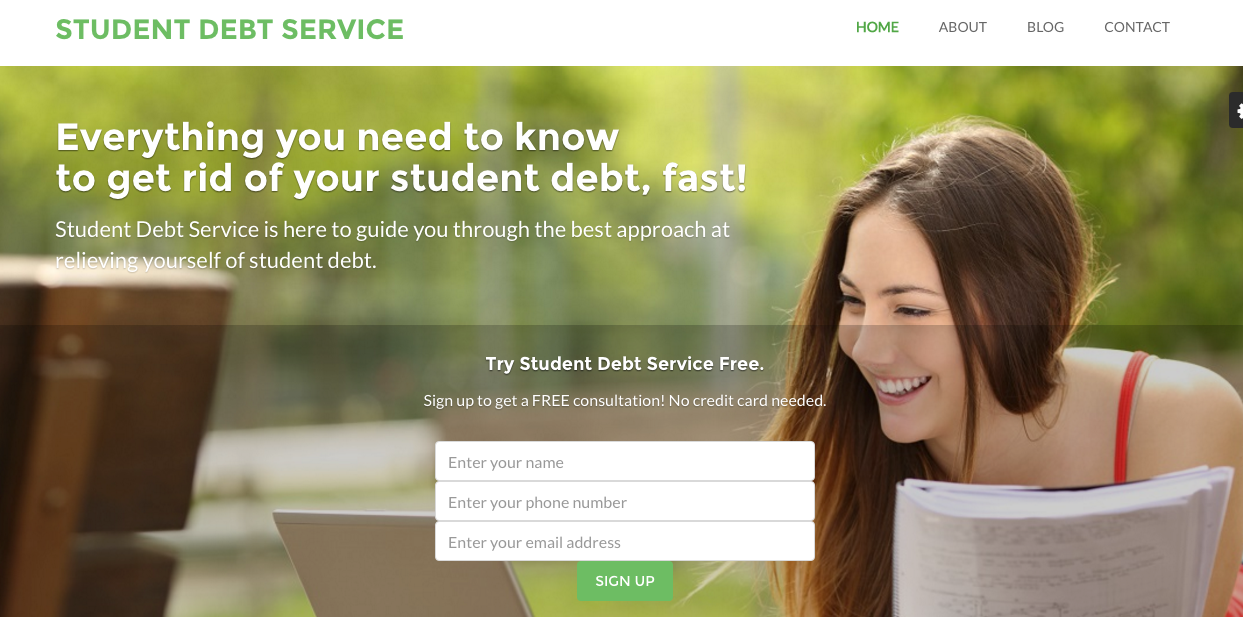 STUDENT DEBT SERVICE
HOME ABOUT BLOG CONTACT
Everything you need to know
to get rid of your student debt, fast!
Student Debt Service is here to guide you through the best approach at
relieving yourself of student debt.
Try Student Debt Service Free.
Sign up to get a FREE consultation! No credit card needed.
Enter your name
Enter your phone number
Enter your email address
SIGN UP